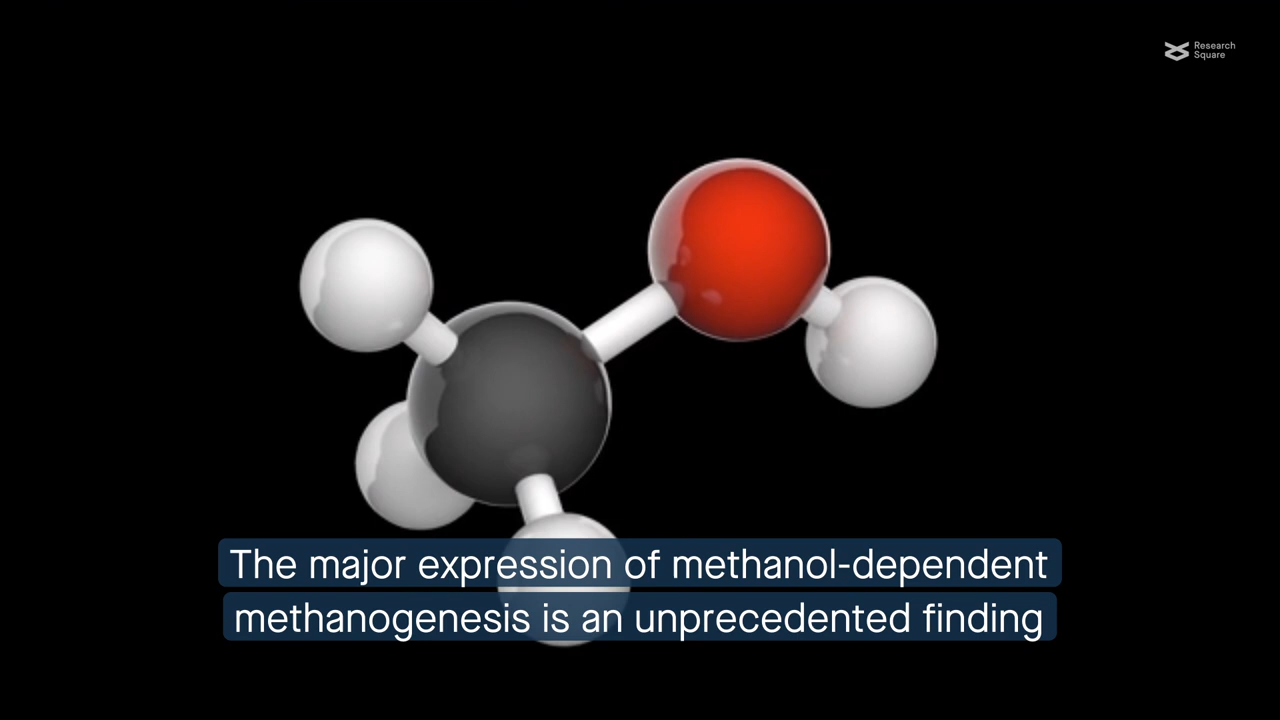 Research
Square
The major expression of methanol-dependent
methanogenesis is an unprecedented finding